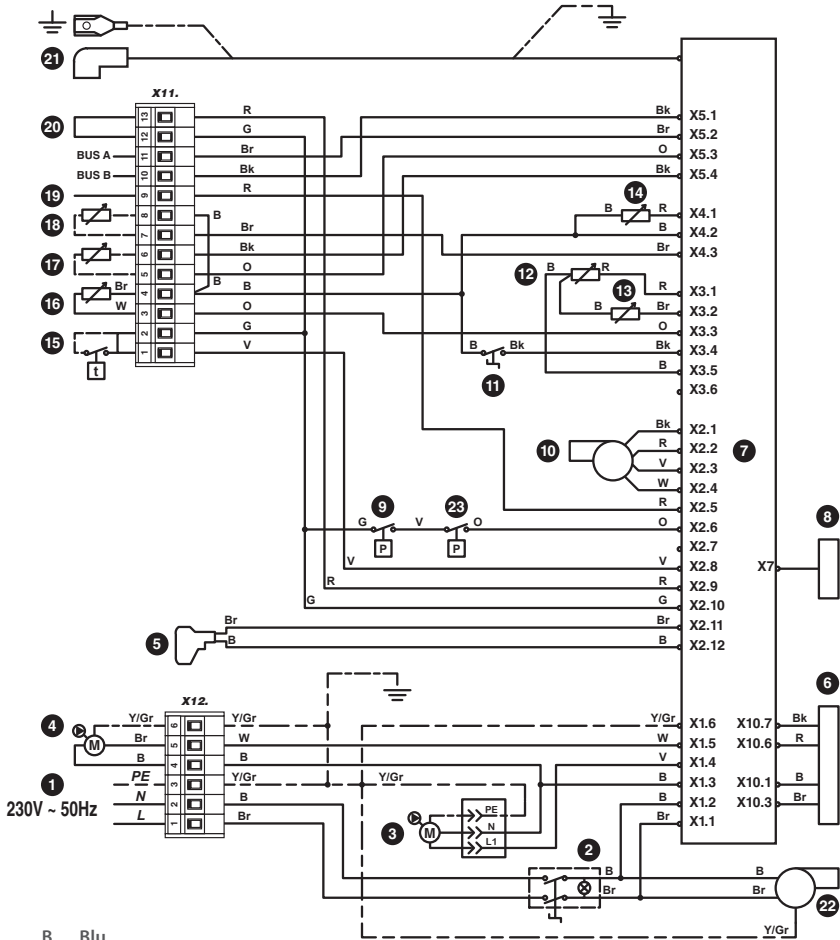 21
X11.
13
R
Bk
X5.1
20
12
G
Br
X5.2
BUS A
11
Br
O
X5.3
BUS B
10
Bk
Bk
X5.4
19
9
R
14
18
8
B
B
R
X4.1
B
X4.2
7
Br
Br
X4.3
17
6
Bk
12
B
R
5
O
B
13
R
X3.1
16
Br
4
B
B
Br
X3.2
W
3
O
O
X3.3
15
2
G
B
Bk
Bk
X3.4
1
V
11
B
X3.5
t
X3.6
Bk
X2.1
10
R
X2.2
7
V
X2.3
W
X2.4
9
23
R
X2.5
8
G
V
O
O
X2.6
P
P
X2.7
V
V
X2.8
X7
R
R
X2.9
G
G
X2.10
Br
Br
X2.11
5
B
B
X2.12
6
X12.
4
Y/Gr
6
Y/Gr
Y/Gr
X1.6
X10.7
Bk
M
Br
5
W
W
X1.5
X10.6
R
B
4
B
V
X1.4
1
PE
3
Y/Gr
Y/Gr
B
X1.3
X10.1
B
230V ~ 50Hz
N
2
B
PE
B
X1.2
X10.3
Br
L
1
Br
3
M
N
Br
X1.1
L1
2
B
B
Br
Br
22
Y/Gr
B
Blu